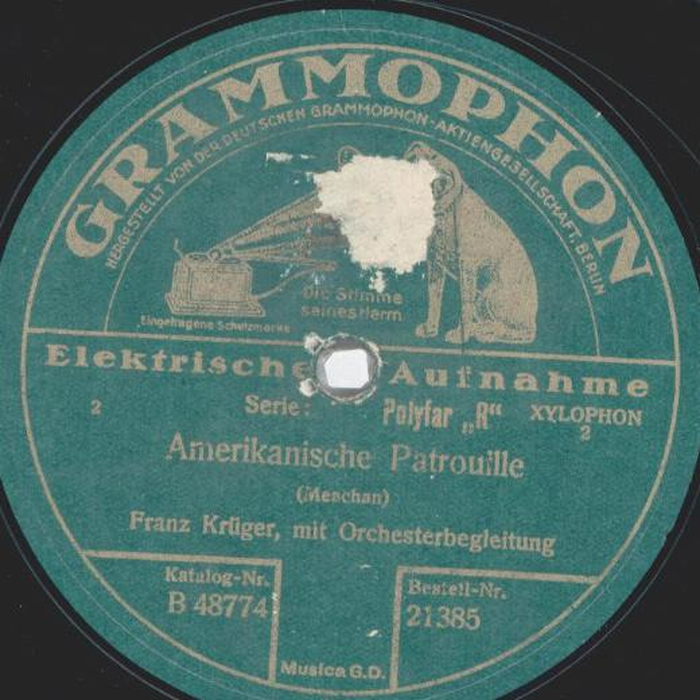 GRAMMOPHON
HERGESTELLT VON DER DEUTSCHEN GRAMMOPHON-AKTIENGESELLSCHAFT, BERLIN
Die Stimme
seines Herrn
Eingetragene Schutzmarke
Elektrische Aufnahme
2 Serie: Polyfar „R“ XYLOPHON
2
Amerikanische Patrouille
(Meachan)
Franz Krüger, mit Orchesterbegleitung
Katalog-Nr.
B 48774
Bestell-Nr.
21385
Musica G.D.